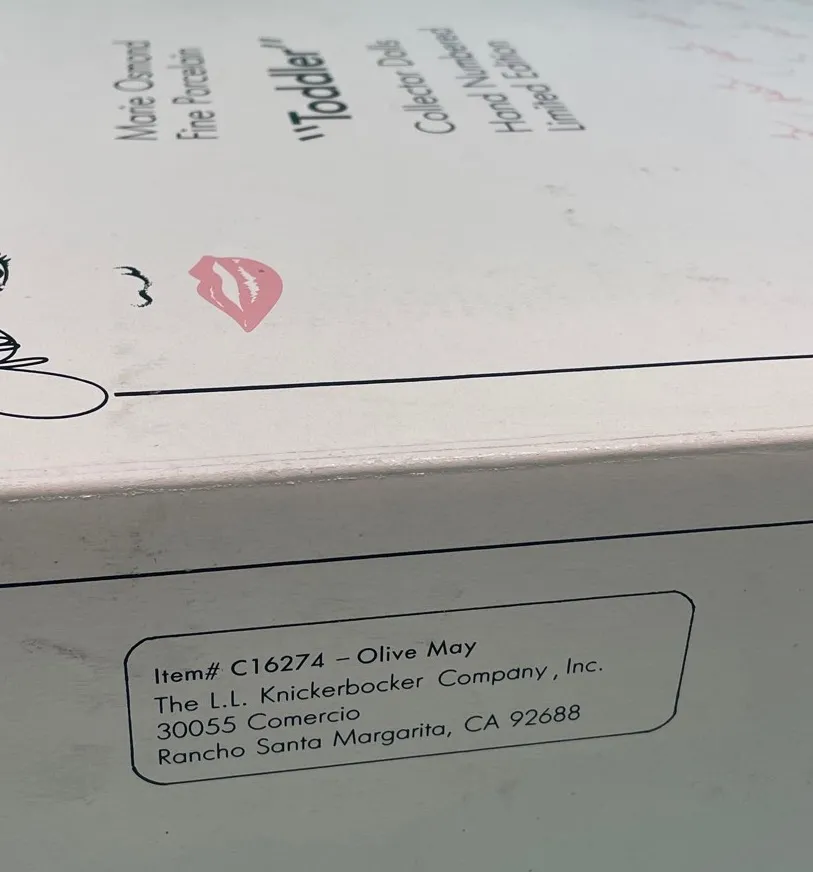 Marie Osmond
Fine Porcelain
"Toddler"
Collector Dolls
Hand Numbered
Limited Edition
Item# C16274 – Olive May
The L.L. Knickerbocker Company, Inc.
30055 Comercio
Rancho Santa Margarita, CA 92688